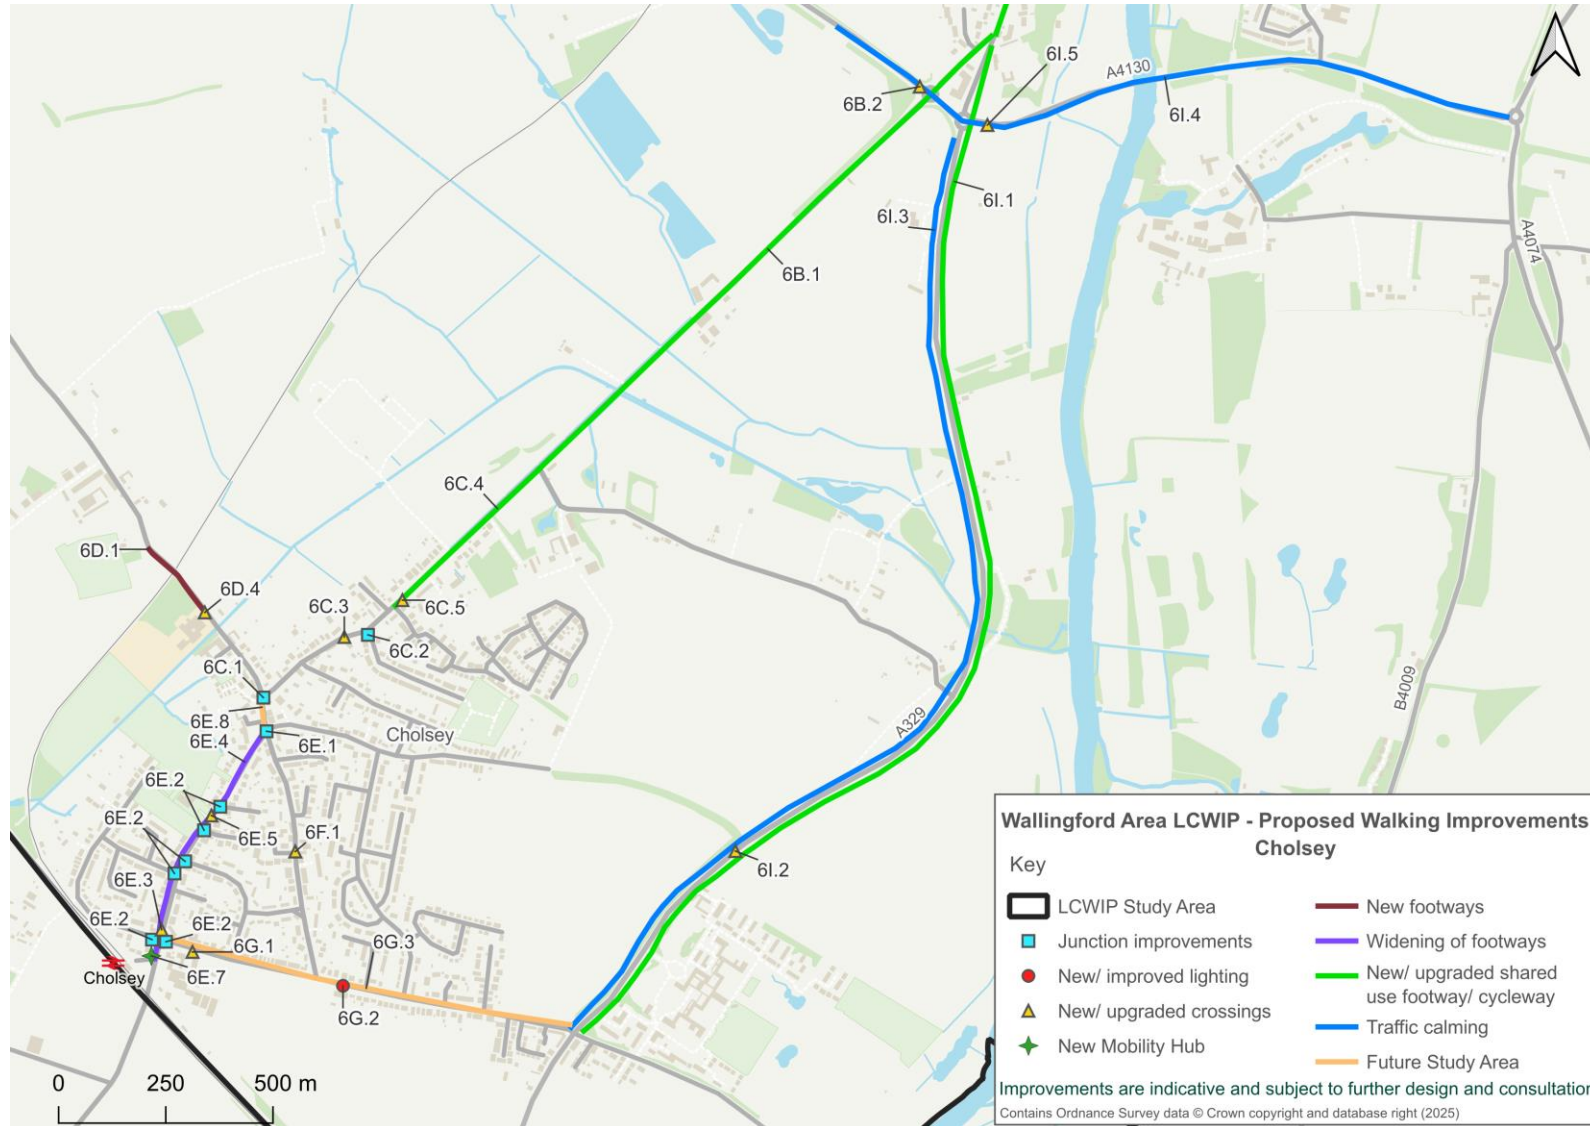 6I.5
A4130
6B.2
6I.4
6I.1
6I.3
A4074
6B.1
6C.4
6D.1
6D.4
6C.3
6C.5
6C.2
6C.1
6E.8
6E.4
6E.1
Cholsey
A329
B4009
6E.2
6E.2
6E.5
6F.1
6I.2
6E.3
6E.2
6E.2
6G.1
6G.3
Cholsey
6E.7
6G.2
0 250 500 m
Wallingford Area LCWIP - Proposed Walking Improvements
Cholsey
Key
LCWIP Study Area
Junction improvements
New/ improved lighting
New/ upgraded crossings
New Mobility Hub
New footways
Widening of footways
New/ upgraded shared
use footway/ cycleway
Traffic calming
Future Study Area
Improvements are indicative and subject to further design and consultation
Contains Ordnance Survey data © Crown copyright and database right (2025)